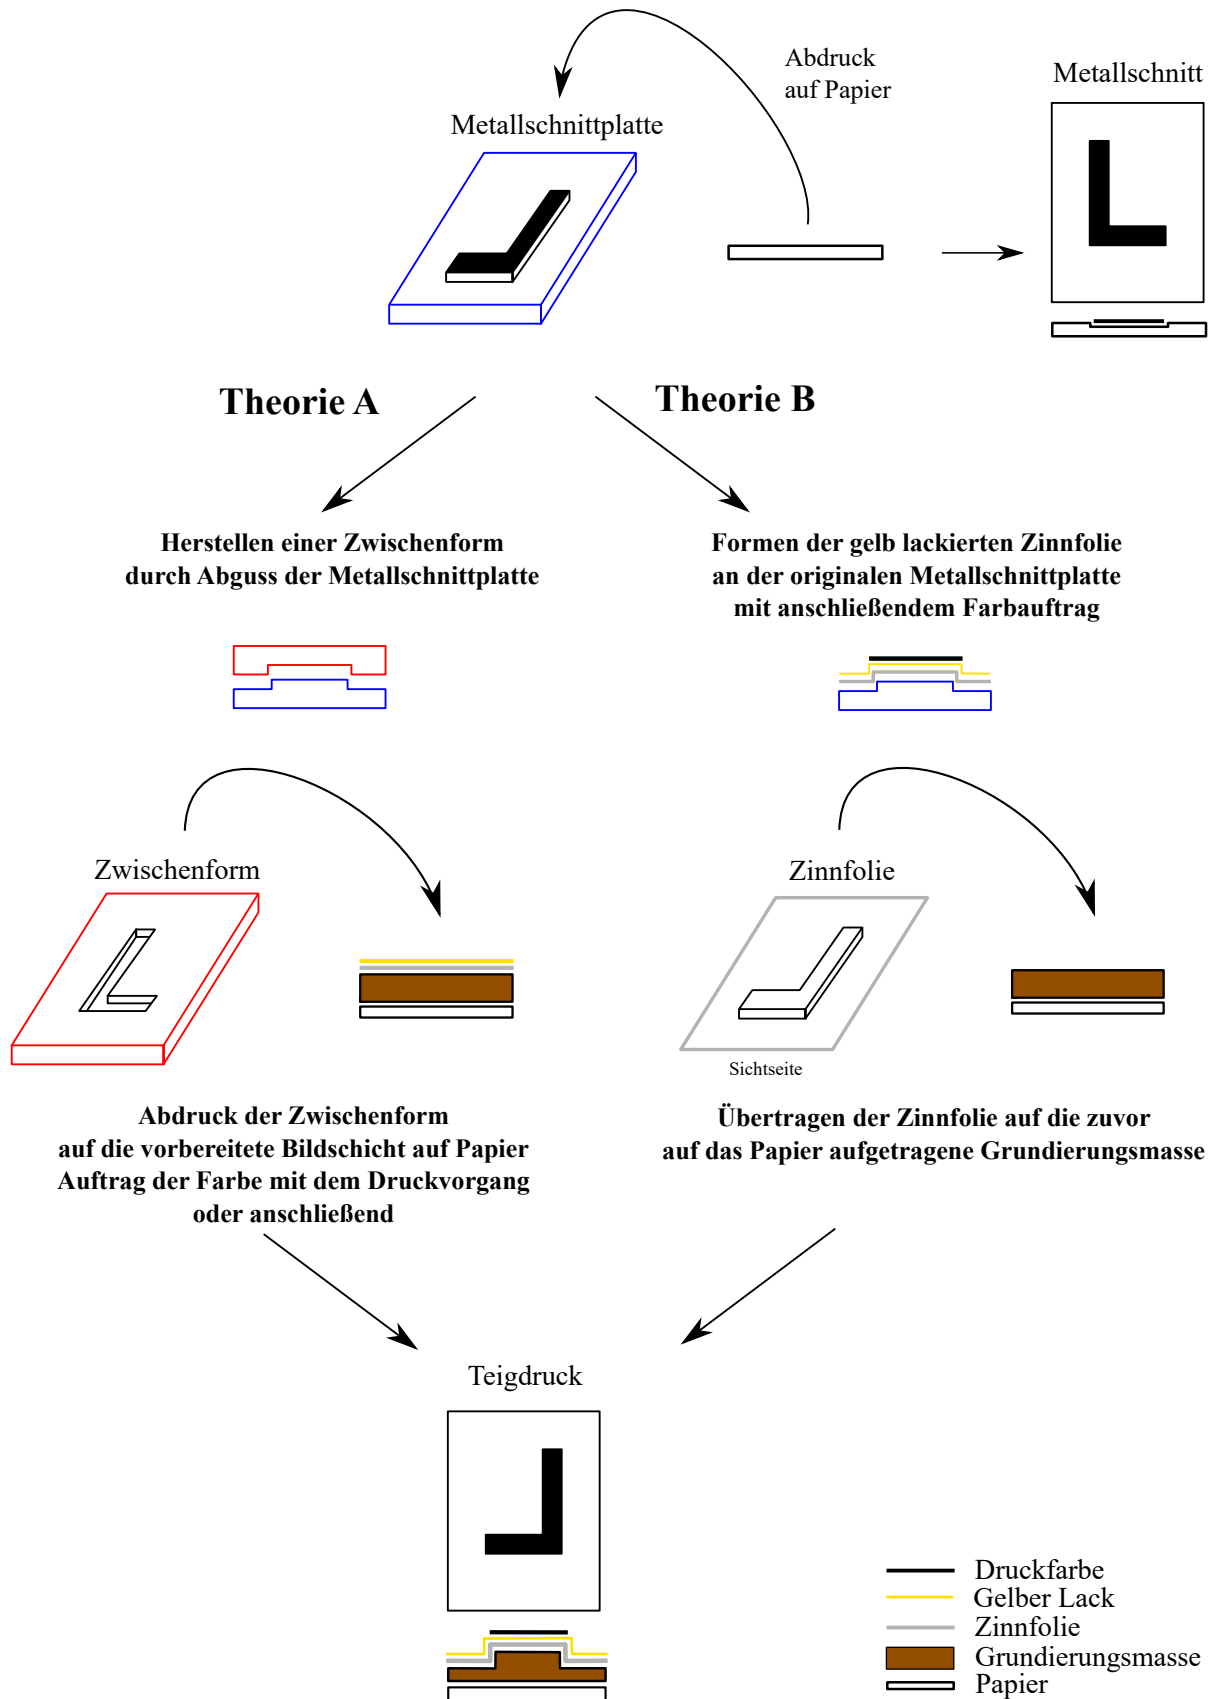 Abdruck
auf Papier
Metallschnitt
Metallschnittplatte
Theorie A
Theorie B
Herstellen einer Zwischenform
durch Abguss der Metallschnittplatte
Formen der gelb lackierten Zinnfolie
an der originalen Metallschnittplatte
mit anschließendem Farbauftrag
Zwischenform
Zinnfolie
Sichtseite
Abdruck der Zwischenform
auf die vorbereitete Bildschicht auf Papier
Auftrag der Farbe mit dem Druckvorgang
oder anschließend
Übertragen der Zinnfolie auf die zuvor
auf das Papier aufgetragene Grundierungsmasse
Teigdruck
Druckfarbe
Gelber Lack
Zinnfolie
Grundierungsmasse
Papier